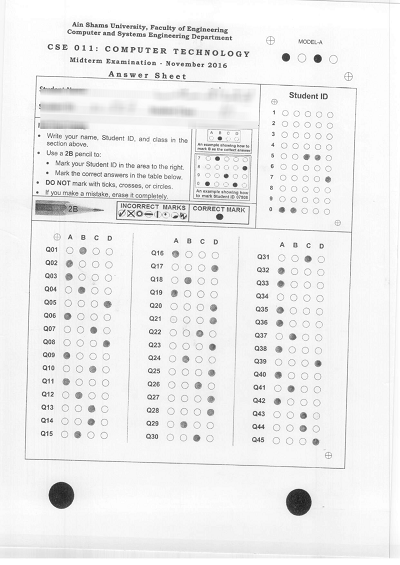 Ain Shams University, Faculty of Engineering
Computer and Systems Engineering Department
CSE 011: COMPUTER TECHNOLOGY
Midterm Examination - November 2016
Answer Sheet
MODEL-A
Student ID
1
2
3
4
5
6
7
8
9
0
• Write your name, Student ID, and class in the section above.
• Use a 2B pencil to:
• Mark your Student ID in the area to the right.
• Mark the correct answers in the table below.
• DO NOT mark with ticks, crosses, or circles.
• If you make a mistake, erase it completely.
A B C D
An example showing how to
mark B as the correct answer
7
8
9
0
An example showing how
to mark Student ID 07906
2B
INCORRECT MARKS
CORRECT MARK
A B C D
Q01
Q02
Q03
Q04
Q05
Q06
Q07
Q08
Q09
Q10
Q11
Q12
Q13
Q14
Q15
A B C D
Q16
Q17
Q18
Q19
Q20
Q21
Q22
Q23
Q24
Q25
Q26
Q27
Q28
Q29
Q30
A B C D
Q31
Q32
Q33
Q34
Q35
Q36
Q37
Q38
Q39
Q40
Q41
Q42
Q43
Q44
Q45